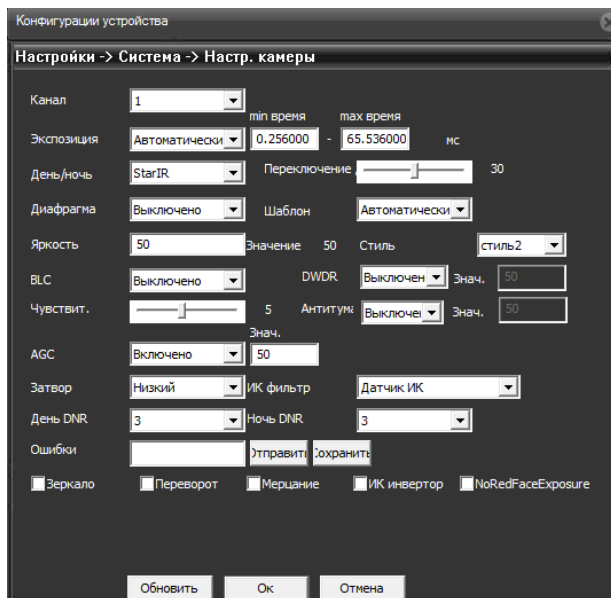 Конфигурации устройства
Настройки -> Система -> Настр. камеры
Канал 1
min время max время
Экспозиция Автоматически 0.256000 - 65.536000 мс
День/ночь StarIR Переключение 30
Диафрагма Выключено Шаблон Автоматически
Яркость 50 Значение 50 Стиль стиль2
BLC Выключено DWDR Выключен Знач. 50
Чувствит. 5 Антитума Выключе Знач. 50
Знач.
AGC Включено 50
Затвор Низкий ИК фильтр Датчик ИК
День DNR 3 Ночь DNR 3
Ошибки Отправить Сохранить
Зеркало Переворот Мерцание ИК инвертор NoRedFaceExposure
Обновить Ок Отмена